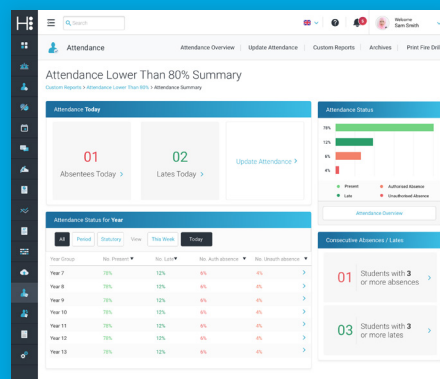 H:
Search
Welcome
Sam Smith
Attendance
Attendance Overview
Update Attendance
Custom Reports
Archives
Print Fire Drill
Attendance Lower Than 80% Summary
Custom Reports > Attendance Lower Than 80% > Attendance Summary
Attendance Today
01
Absentees Today >
02
Lates Today >
Update Attendance >
Attendance Status
78%
12%
6%
4%
Present
Authorised Absence
Late
Unauthorised Absence
Attendance Overview
Attendance Status for Year
All Period Statutory View This Week Today
Year Group No. Present ▼ No. Lates▼ No. Auth absence ▼ No. Unauth absence ▼
Year 7 78% 12% 6% 4% >
Year 8 78% 12% 6% 4% >
Year 9 78% 12% 6% 4% >
Year 10 78% 12% 6% 4% >
Year 11 78% 12% 6% 4% >
Year 12 78% 12% 6% 4% >
Year 13 78% 12% 6% 4% >
Consecutive Absences / Lates
01
Students with 3
or more absences
>
03
Students with 3
or more lates
>